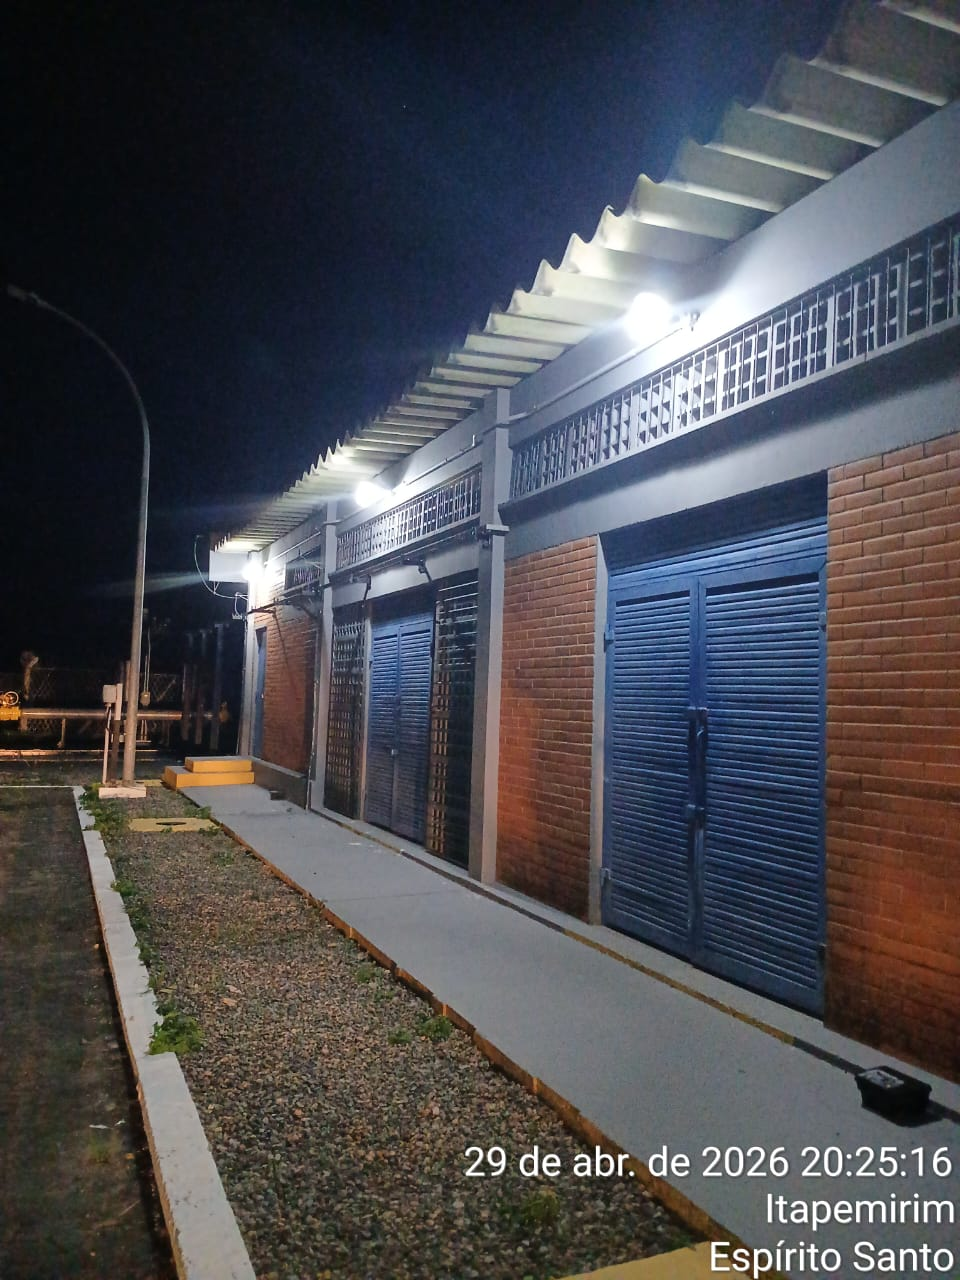 29 de abr. de 2026 20:25:16
Itapemirim
Espírito Santo